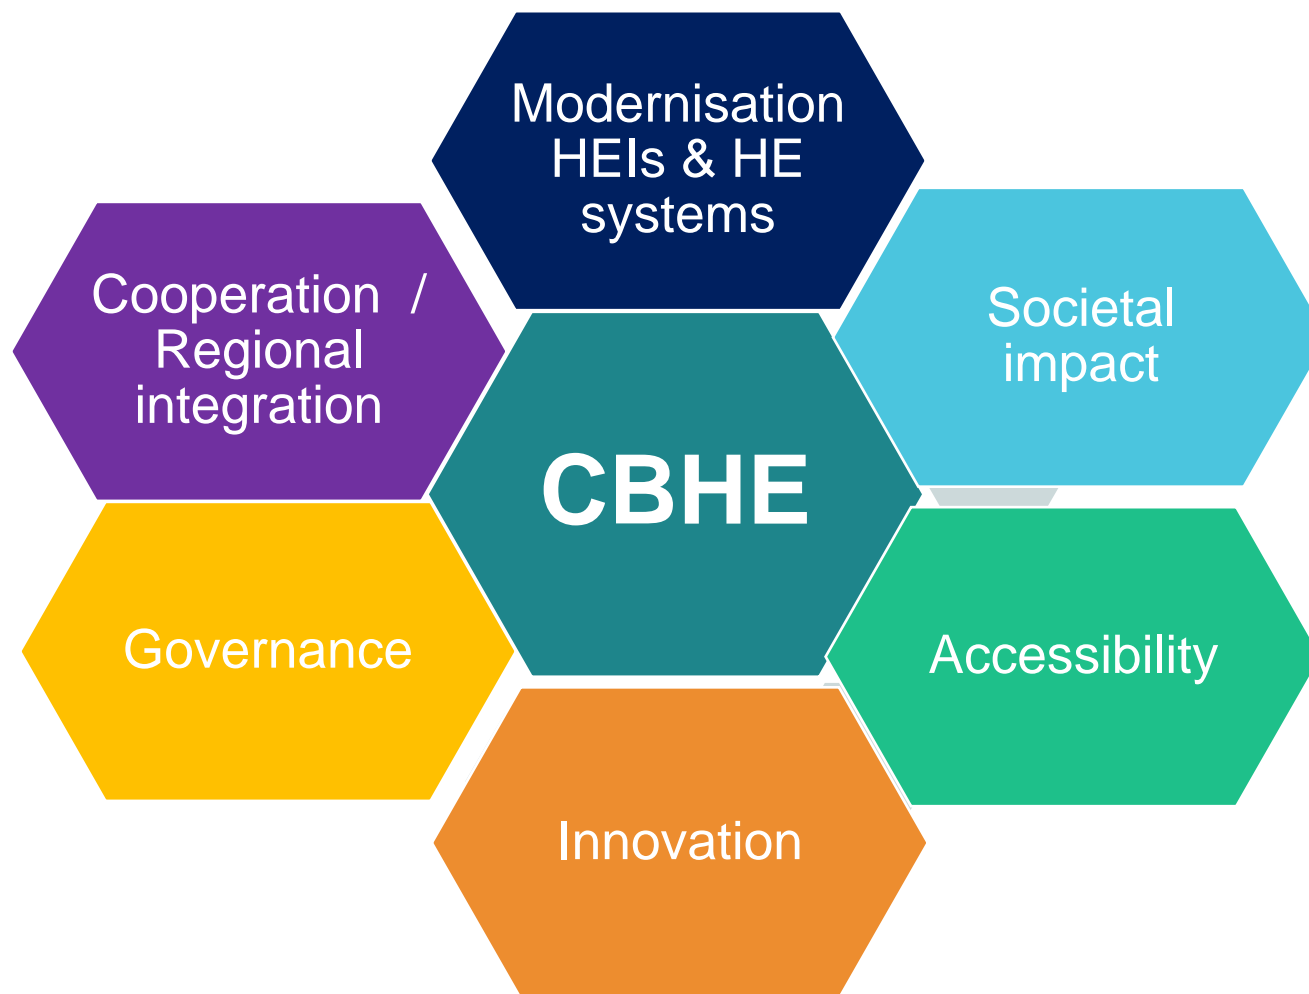 Modernisation
HEIs & HE
systems
Cooperation /
Regional
integration
Societal
impact
CBHE
Governance
Accessibility
Innovation